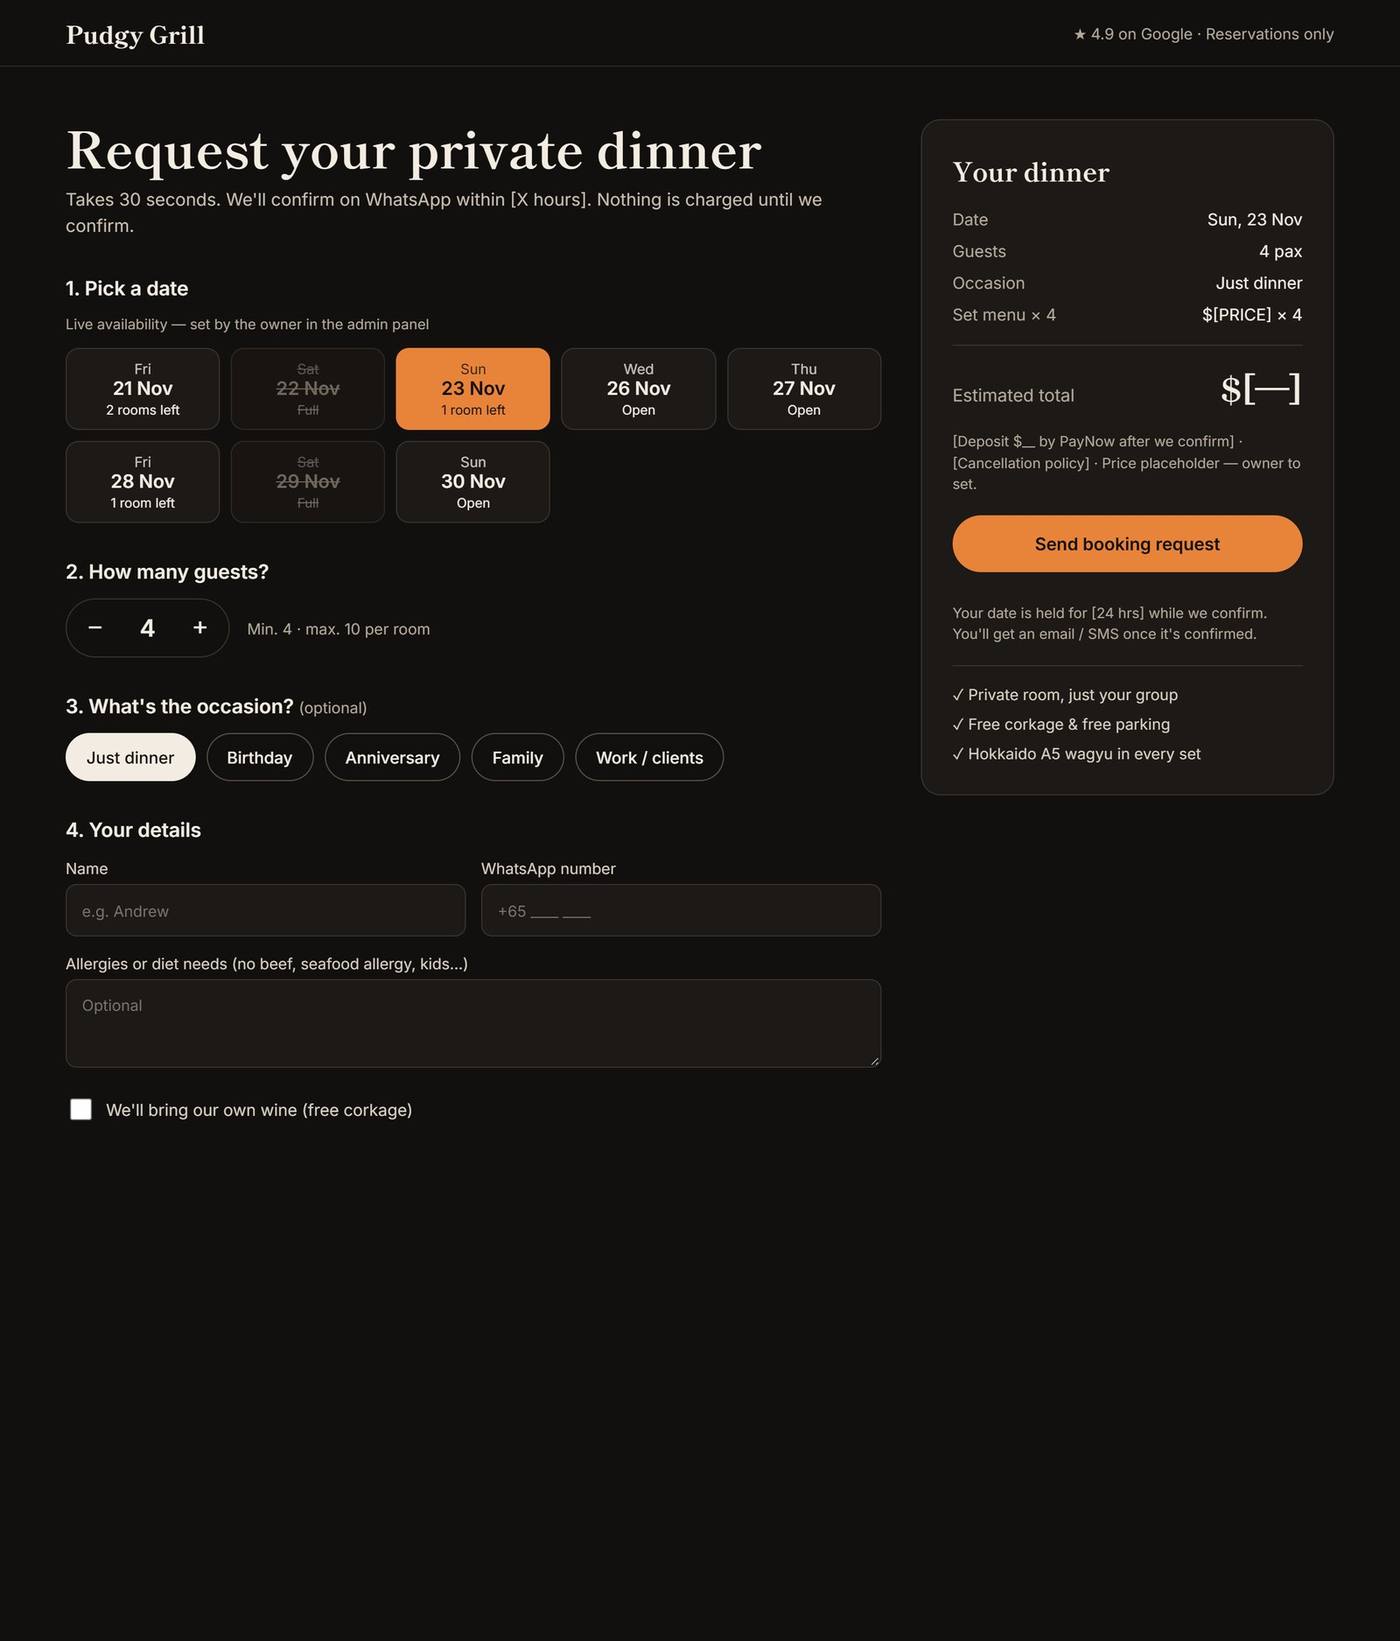 Pudgy Grill
★ 4.9 on Google · Reservations only
Request your private dinner
Takes 30 seconds. We'll confirm on WhatsApp within [X hours]. Nothing is charged until we
confirm.
1. Pick a date
Live availability — set by the owner in the admin panel
Fri
21 Nov
2 rooms left
Sat
22 Nov
Full
Sun
23 Nov
1 room left
Wed
26 Nov
Open
Thu
27 Nov
Open
Fri
28 Nov
1 room left
Sat
29 Nov
Full
Sun
30 Nov
Open
2. How many guests?
− 4 +
Min. 4 · max. 10 per room
3. What's the occasion? (optional)
Just dinner
Birthday
Anniversary
Family
Work / clients
4. Your details
Name
e.g. Andrew
WhatsApp number
+65 ____ ____
Allergies or diet needs (no beef, seafood allergy, kids...)
Optional
We'll bring our own wine (free corkage)
Your dinner
Date Sun, 23 Nov
Guests 4 pax
Occasion Just dinner
Set menu × 4 $[PRICE] × 4
Estimated total $[—]
[Deposit $__ by PayNow after we confirm] ·
[Cancellation policy] · Price placeholder — owner to
set.
Send booking request
Your date is held for [24 hrs] while we confirm.
You'll get an email / SMS once it's confirmed.
✓ Private room, just your group
✓ Free corkage & free parking
✓ Hokkaido A5 wagyu in every set